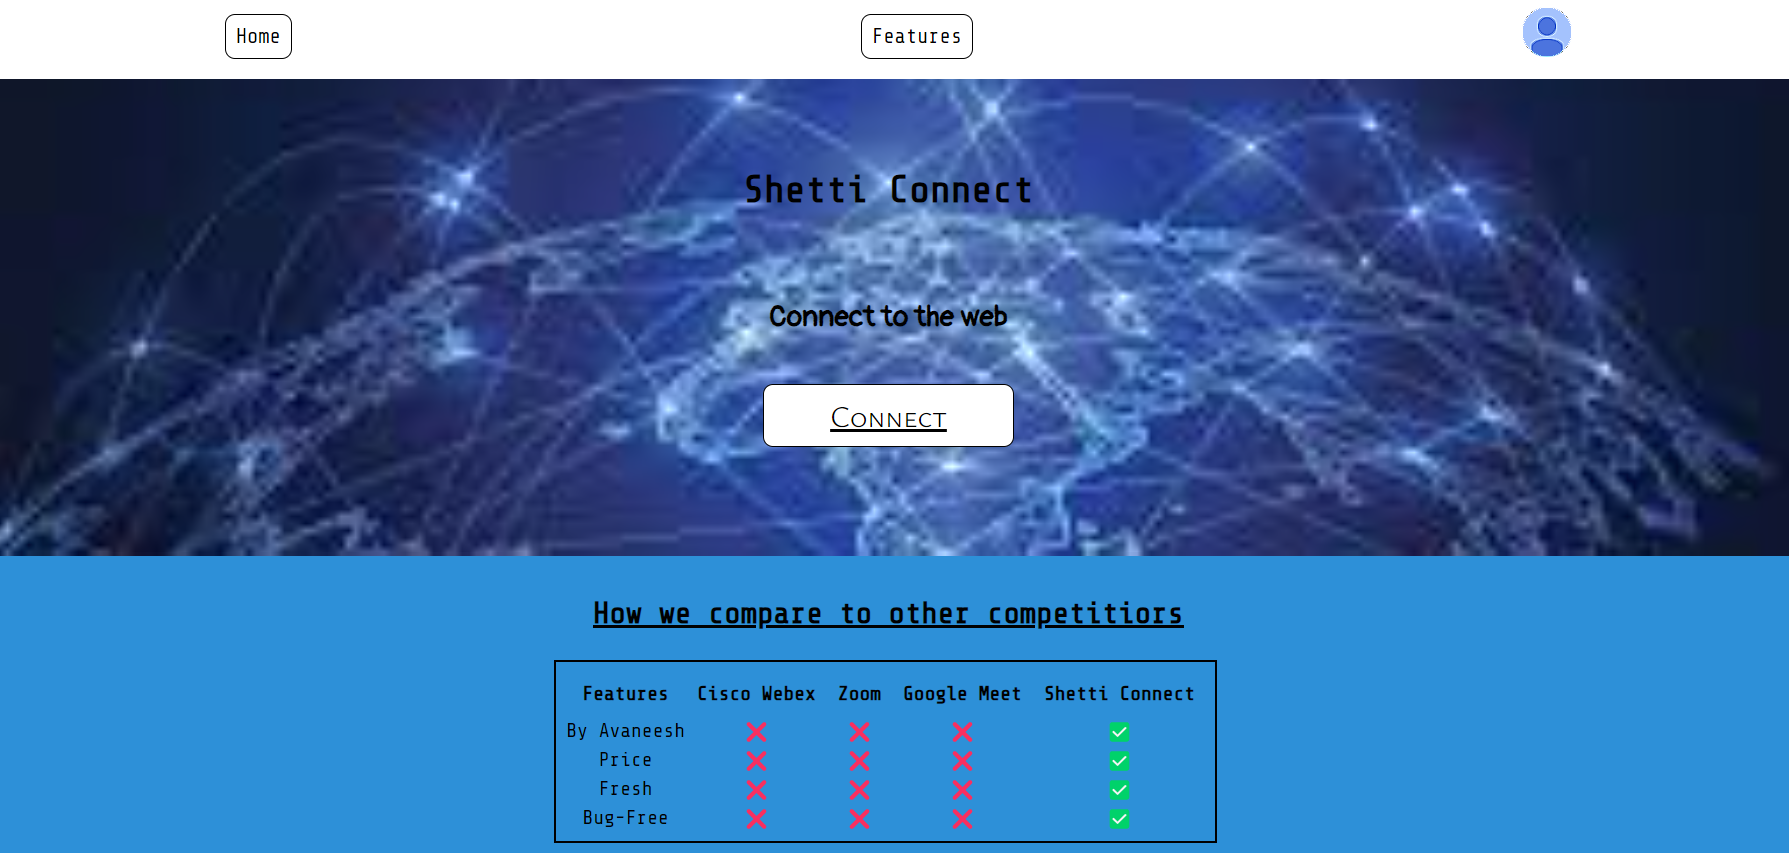 Home
Features
Shetti Connect
Connect to the web
Connect
How we compare to other competitiors
Features Cisco Webex Zoom Google Meet Shetti Connect
By Avaneesh ❌ ❌ ❌ ✅
Price ❌ ❌ ❌ ✅
Fresh ❌ ❌ ❌ ✅
Bug-Free ❌ ❌ ❌ ✅